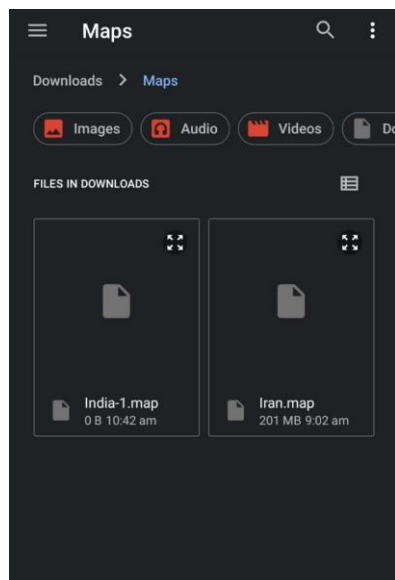 Maps
Downloads > Maps
Images Audio Videos Do
FILES IN DOWNLOADS
India-1.map
0 B 10:42 am
Iran.map
201 MB 9:02 am